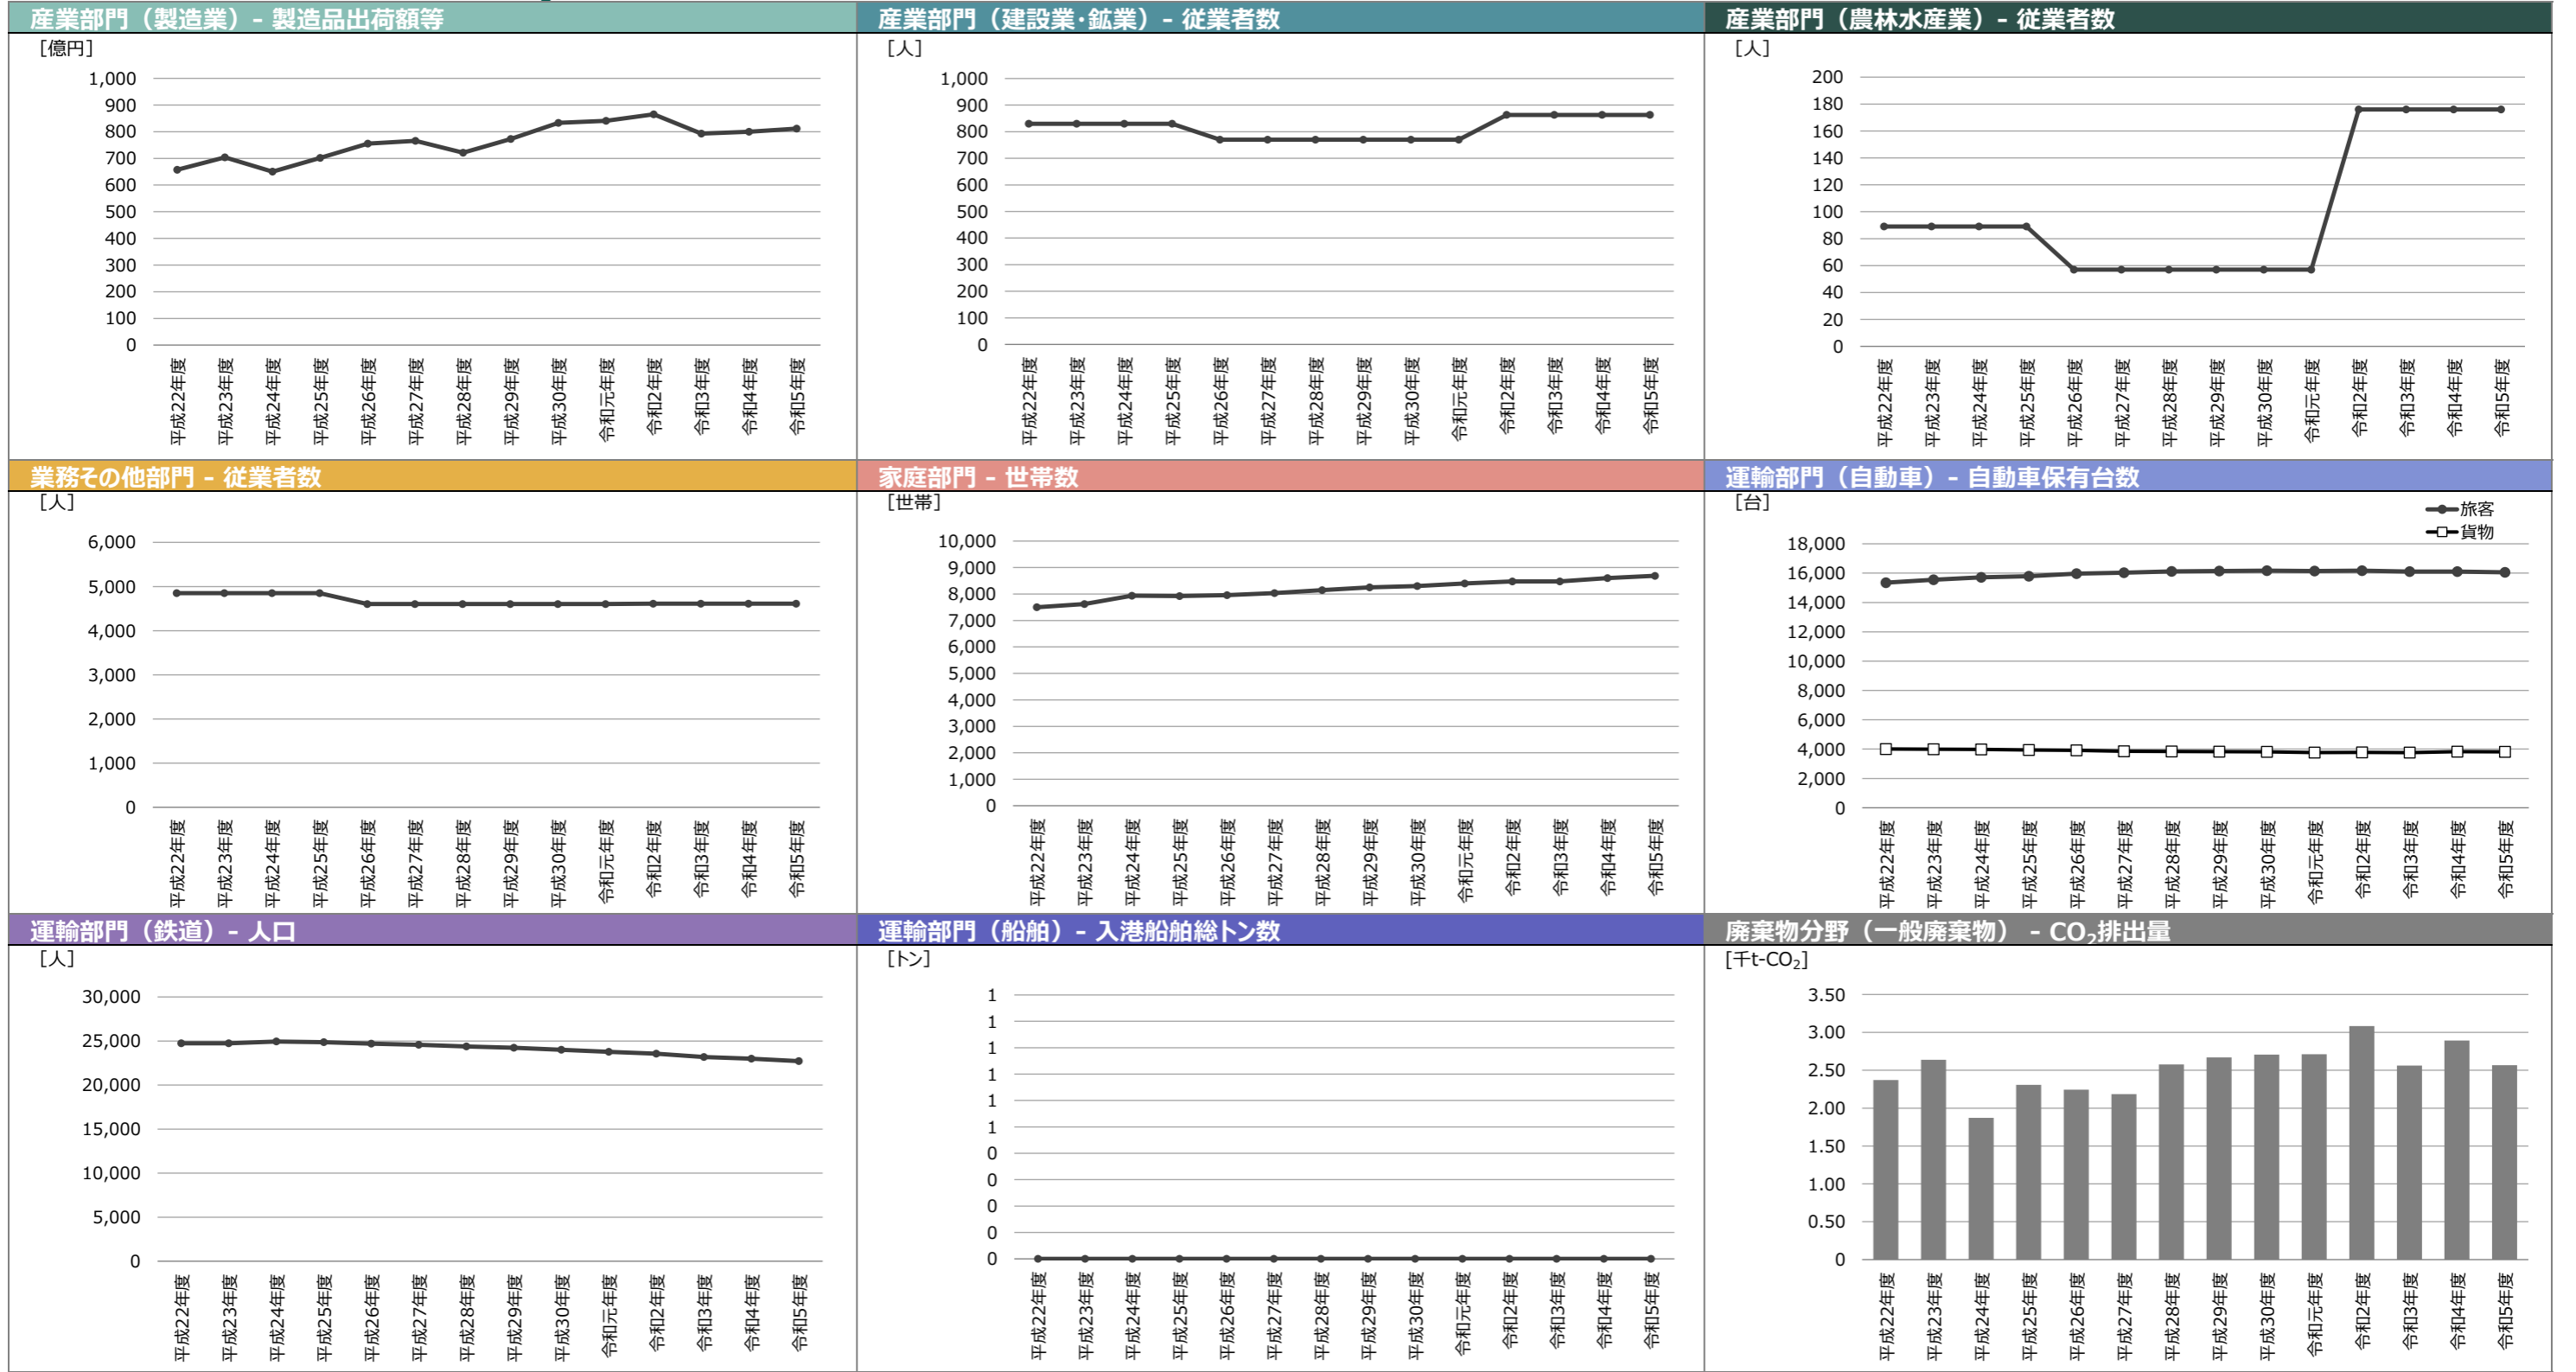 産業部門（製造業）- 製造品出荷額等
[億円]
1,000
900
800
700
600
500
400
300
200
100
0
平成22年度
平成23年度
平成24年度
平成25年度
平成26年度
平成27年度
平成28年度
平成29年度
平成30年度
令和元年度
令和2年度
令和3年度
令和4年度
令和5年度
産業部門（建設業・鉱業）- 従業者数
[人]
1,000
900
800
700
600
500
400
300
200
100
0
平成22年度
平成23年度
平成24年度
平成25年度
平成26年度
平成27年度
平成28年度
平成29年度
平成30年度
令和元年度
令和2年度
令和3年度
令和4年度
令和5年度
産業部門（農林水産業）- 従業者数
[人]
200
180
160
140
120
100
80
60
40
20
0
平成22年度
平成23年度
平成24年度
平成25年度
平成26年度
平成27年度
平成28年度
平成29年度
平成30年度
令和元年度
令和2年度
令和3年度
令和4年度
令和5年度
業務その他部門 - 従業者数
[人]
6,000
5,000
4,000
3,000
2,000
1,000
0
平成22年度
平成23年度
平成24年度
平成25年度
平成26年度
平成27年度
平成28年度
平成29年度
平成30年度
令和元年度
令和2年度
令和3年度
令和4年度
令和5年度
家庭部門 - 世帯数
[世帯]
10,000
9,000
8,000
7,000
6,000
5,000
4,000
3,000
2,000
1,000
0
平成22年度
平成23年度
平成24年度
平成25年度
平成26年度
平成27年度
平成28年度
平成29年度
平成30年度
令和元年度
令和2年度
令和3年度
令和4年度
令和5年度
運輸部門（自動車）- 自動車保有台数
[台]
旅客
貨物
18,000
16,000
14,000
12,000
10,000
8,000
6,000
4,000
2,000
0
平成22年度
平成23年度
平成24年度
平成25年度
平成26年度
平成27年度
平成28年度
平成29年度
平成30年度
令和元年度
令和2年度
令和3年度
令和4年度
令和5年度
運輸部門（鉄道）- 人口
[人]
30,000
25,000
20,000
15,000
10,000
5,000
0
平成22年度
平成23年度
平成24年度
平成25年度
平成26年度
平成27年度
平成28年度
平成29年度
平成30年度
令和元年度
令和2年度
令和3年度
令和4年度
令和5年度
運輸部門（船舶）- 入港船舶総トン数
[トン]
1
1
1
1
1
1
0
0
0
0
0
平成22年度
平成23年度
平成24年度
平成25年度
平成26年度
平成27年度
平成28年度
平成29年度
平成30年度
令和元年度
令和2年度
令和3年度
令和4年度
令和5年度
廃棄物分野（一般廃棄物） - CO₂排出量
[千t-CO₂]
3.50
3.00
2.50
2.00
1.50
1.00
0.50
0
平成22年度
平成23年度
平成24年度
平成25年度
平成26年度
平成27年度
平成28年度
平成29年度
平成30年度
令和元年度
令和2年度
令和3年度
令和4年度
令和5年度